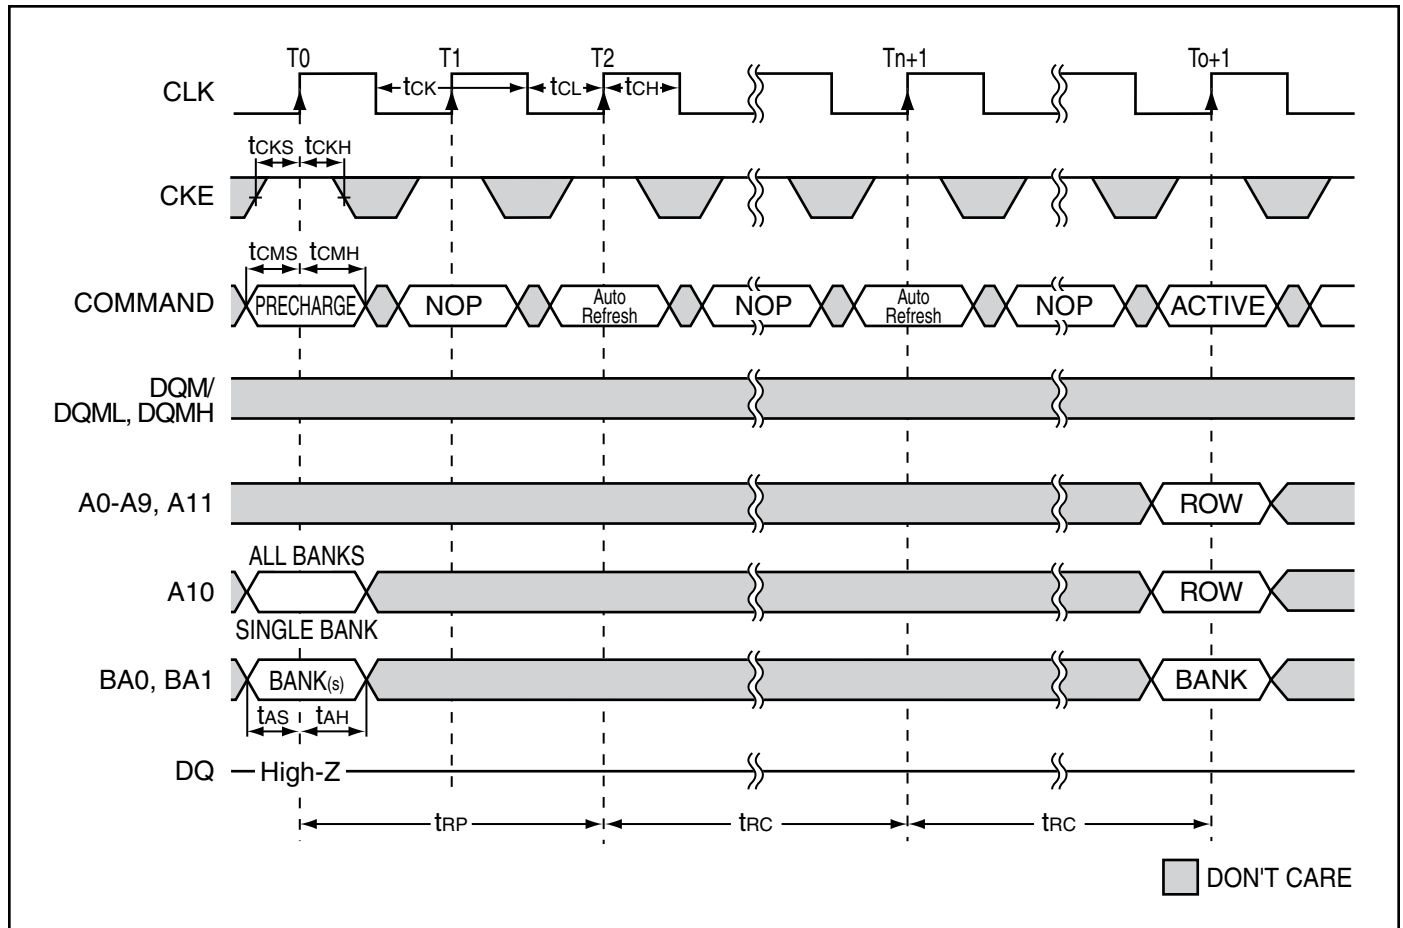 T0 T1 T2 Tn+1 To+1
CLK
tCK tCL tCH
tCKS tCKH
CKE
tCMS tCMH
COMMAND
PRECHARGE NOP Auto Refresh NOP Auto Refresh NOP ACTIVE
DQM/
DQML, DQMH
A0-A9, A11
ROW
ALL BANKS
A10
ROW
SINGLE BANK
BA0, BA1
BANK(s) BANK
tAS tAH
DQ
High-Z
tRP tRC tRC
DON'T CARE